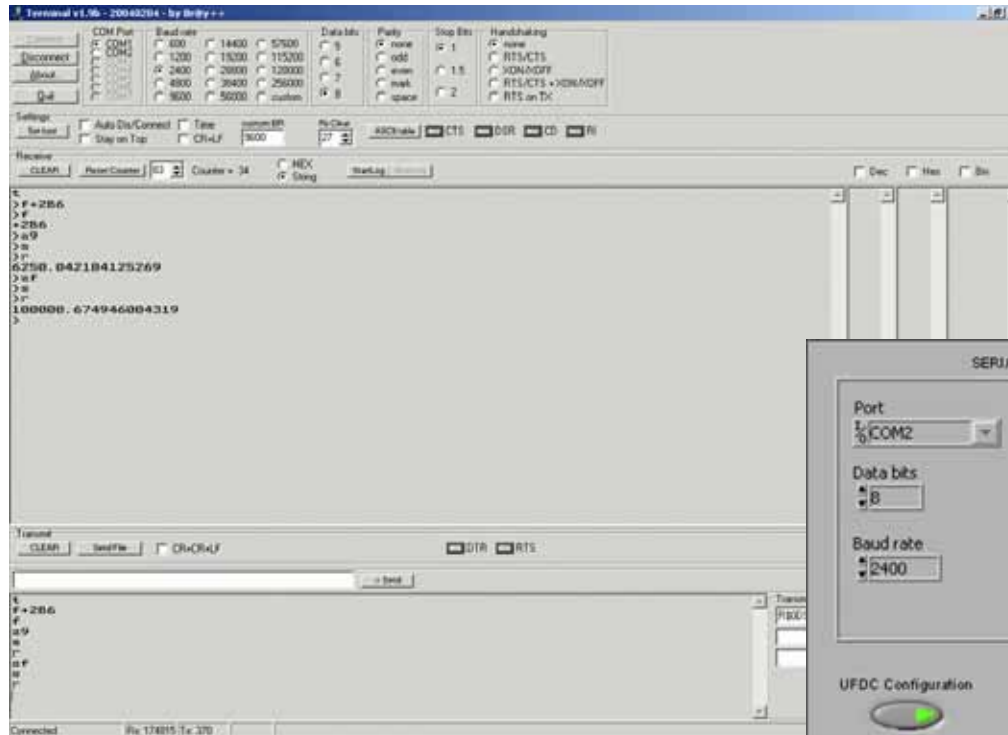 Terminal v1.9b - 20040204 - by Br@y++
COM Port Baud rate Data bits Parity Stop Bits Handshaking
Disconnect
About
Quit
COM1
COM2
600 14400 57600
1200 19200 115200
2400 28800 128000
4800 38400 256000
9600 56000 custom
5
6
7
8
none
odd
even
mark
space
1
1.5
2
none
RTS/CTS
XON/XOFF
RTS/CTS + XON/XOFF
RTS on TX
Settings
Set font Auto Dis/Connect Time custom BR Rx Clear
Stay on Top CR=LF 9600 27 ASCII table CTS DSR CD RI
Receive
CLEAR Reset Counter Counter = 34 HEX
String StartLog Dec Hex Bin
t
>F+286
>F
+286
>a9
>m
>r
6250.042184125269
>aF
>m
>r
100000.674946004319
>
Transmit
CLEAR Send File CR=CR+LF DTR RTS
-> Send
t
F+286
F
a9
m
r
aF
m
r
Connected Rx: 174015 Tx: 370
Port
COM2
Data bits
8
Baud rate
2400
UFDC Configuration